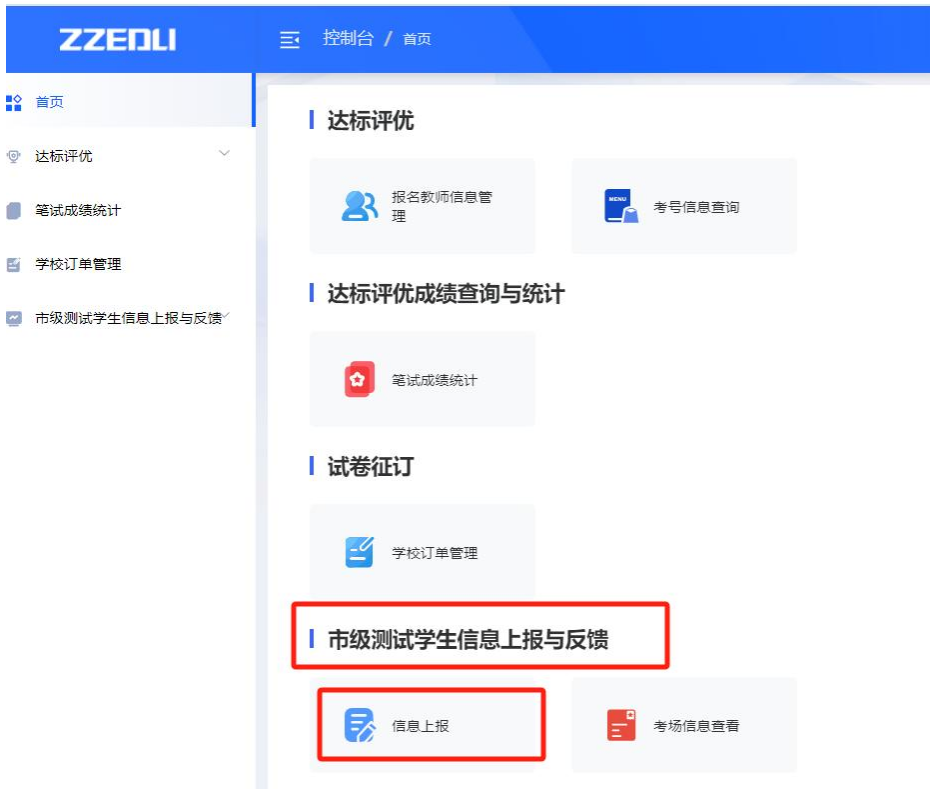 ZZEDLI
控制台 / 首页
首页
达标评优
笔试成绩统计
学校订单管理
市级测试学生信息上报与反馈
达标评优
报名教师信息管
理
MENU
考号信息查询
达标评优成绩查询与统计
笔试成绩统计
试卷征订
学校订单管理
市级测试学生信息上报与反馈
信息上报
考场信息查看